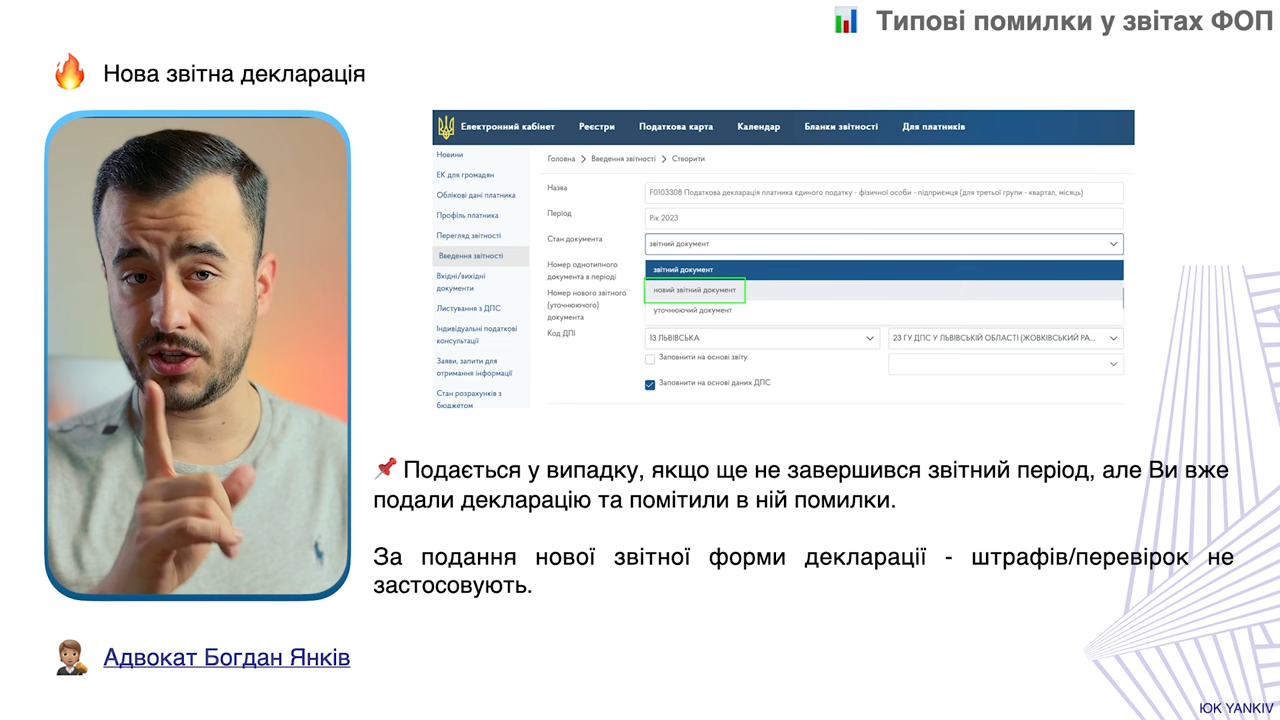 Типові помилки у звітах ФОП
Нова звітна декларація
Електронний кабінет
Реєстри
Податкова карта
Календар
Бланки звітності
Для платників
Новини
ЕК для громадян
Облікові дані платника
Профіль платника
Перегляд звітності
Введення звітності
Вхідні/вихідні
документи
Листування з ДПС
Індивідуальні податкові
консультації
Заяви, запити для
отримання інформації
Стан розрахунків з
бюджетом
Головна > Введення звітності > Створити
Назва
F0103308 Податкова декларація платника єдиного податку - фізичної особи - підприємця (для третьої групи - квартал, місяць)
Період
Рік 2023
Стан документа
звітний документ
звітний документ
новий звітний документ
уточнюючий документ
Номер однотипного
документа в періоді
Номер нового звітного
(уточнюючого)
документа
Код ДПІ
13 ЛЬВІВСЬКА
23 ГУ ДПС У ЛЬВІВСЬКІЙ ОБЛАСТІ (ЖОВКІВСЬКИЙ РА...
Заповнити на основі звіту
Заповнити на основі даних ДПС
Подається у випадку, якщо ще не завершився звітний період, але Ви вже
подали декларацію та помітили в ній помилки.
За подання нової звітної форми декларації - штрафів/перевірок не
застосовують.
Адвокат Богдан Янків
ЮК YANKIV